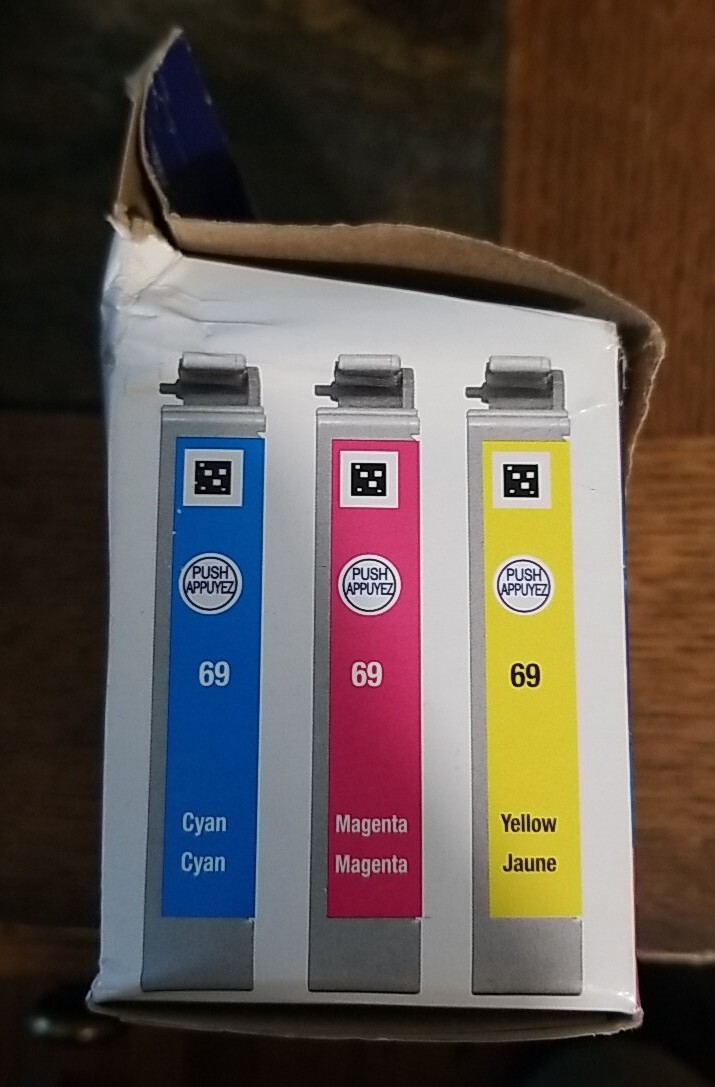 PUSH
APPUYEZ
69
Cyan
Cyan
PUSH
APPUYEZ
69
Magenta
Magenta
PUSH
APPUYEZ
69
Yellow
Jaune